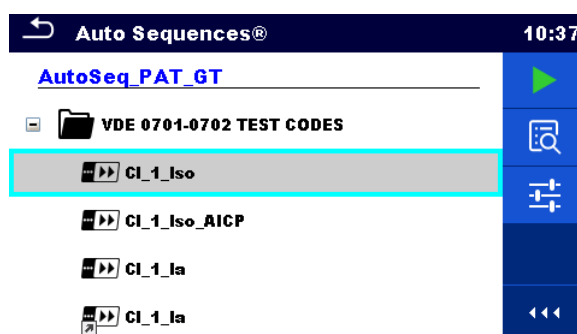 Auto Sequences® 10:37
AutoSeq_PAT_GT
VDE 0701-0702 TEST CODES
Cl_1_Iso
Cl_1_Iso_AICP
Cl_1_Ia
Cl_1_Ia